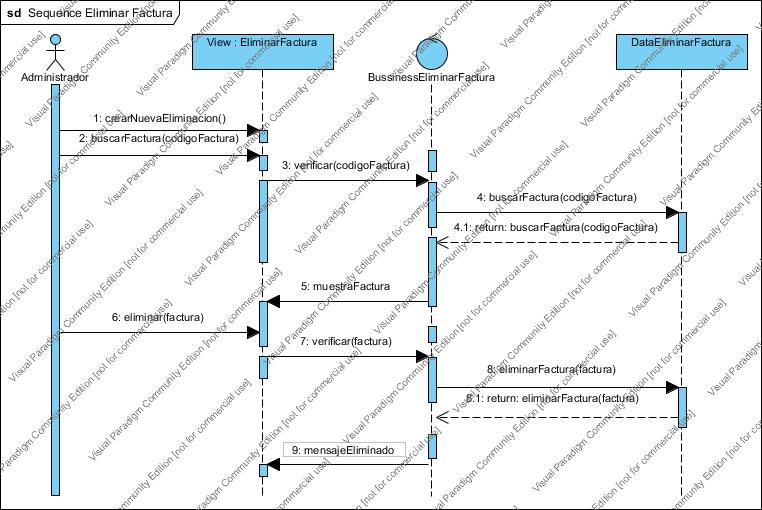 sd Sequence Eliminar Factura
View : EliminarFactura
DataEliminarFactura
Administrador
BussinessEliminarFactura
1: crearNuevaEliminacion()
2: buscarFactura(codigoFactura)
3: verificar(codigoFactura)
4: buscarFactura(codigoFactura)
4.1: return: buscarFactura(codigoFactura)
5: muestraFactura
6: eliminar(factura)
7: verificar(factura)
8: eliminarFactura(factura)
8.1: return: eliminarFactura(factura)
9: mensajeEliminado
Visual Paradigm Community Edition [not for commercial use]